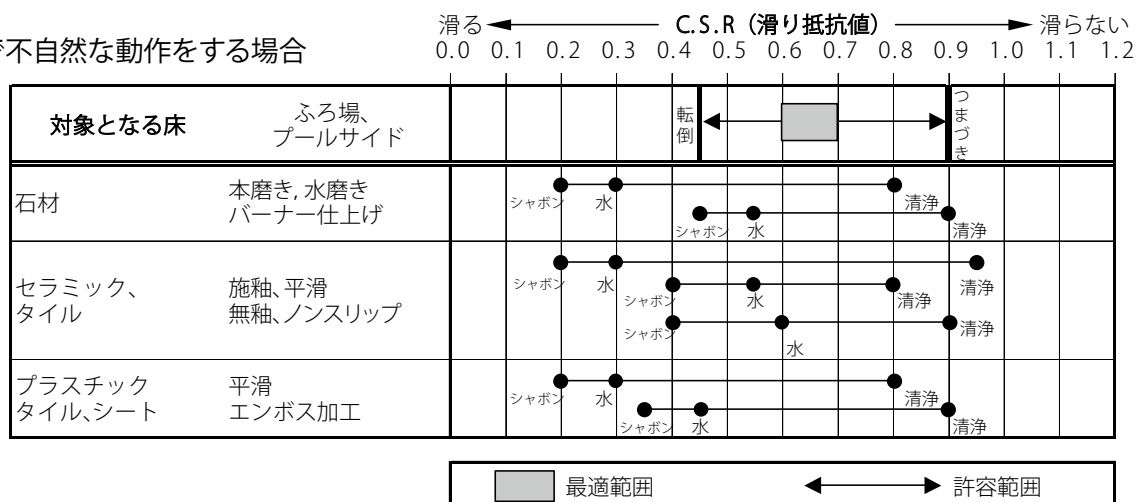 滑る C.S.R（滑り抵抗値） 滑らない
で不自然な動作をする場合
0.0 0.1 0.2 0.3 0.4 0.5 0.6 0.7 0.8 0.9 1.0 1.1 1.2
対象となる床
ふろ場、
プールサイド
転倒
つまづき
石材
本磨き, 水磨き
バーナー仕上げ
シャボン 水 清浄
シャボン 水 清浄
セラミック、
タイル
施釉、平滑
無釉、ノンスリップ
シャボン 水 清浄
シャボン 水 清浄
シャボン 水 清浄
プラスチック
タイル、シート
平滑
エンボス加工
シャボン 水 清浄
シャボン 水 清浄
最適範囲 許容範囲